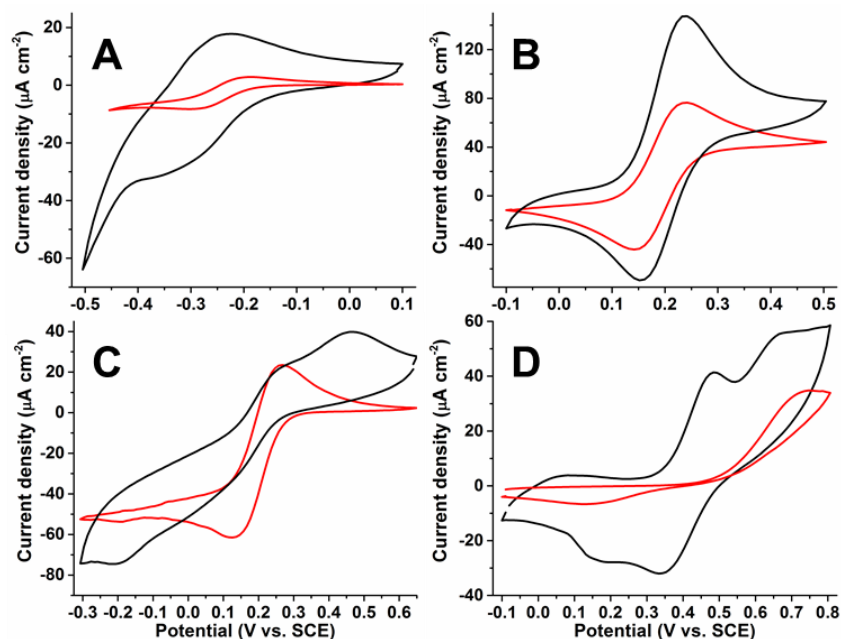 A
Current density (μA cm⁻²)
20
0
-20
-40
-60
-0.5 -0.4 -0.3 -0.2 -0.1 0.0 0.1
B
Current density (μA cm⁻²)
120
80
40
0
-40
-0.1 0.0 0.1 0.2 0.3 0.4 0.5
C
Current density (μA cm⁻²)
40
20
0
-20
-40
-60
-80
-0.3 -0.2 -0.1 0.0 0.1 0.2 0.3 0.4 0.5 0.6
Potential (V vs. SCE)
D
Current density (μA cm⁻²)
60
40
20
0
-20
-40
-0.1 0.0 0.1 0.2 0.3 0.4 0.5 0.6 0.7 0.8
Potential (V vs. SCE)